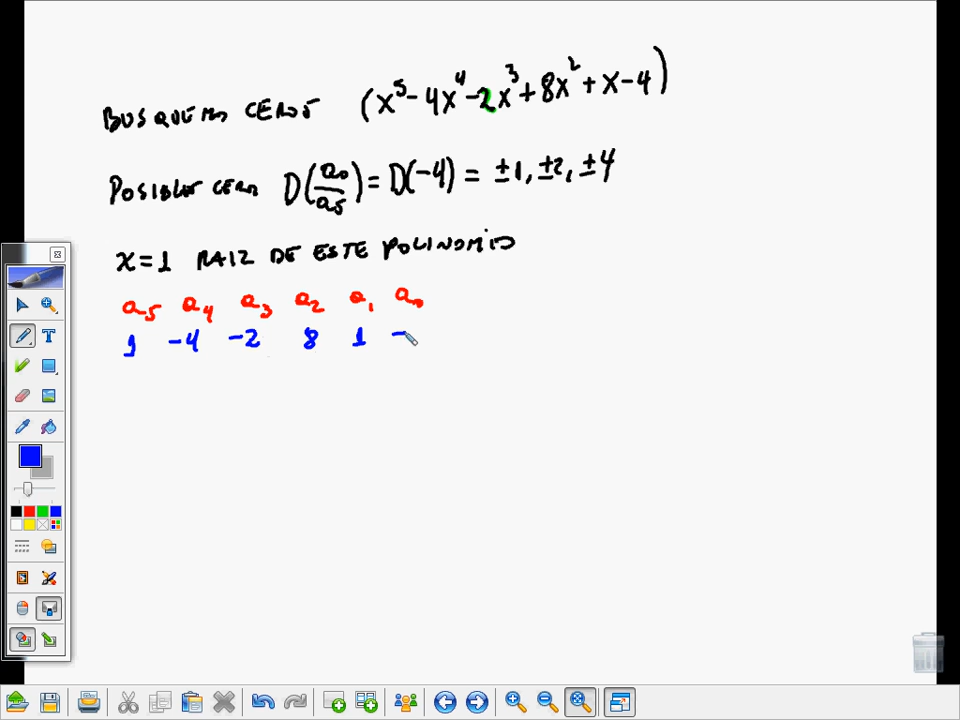 BUSQUEMOS CEROS (x⁵-4x⁴-2x³+8x²+x-4)
POSIBLES CEROS D(a₀/a₅) = D(-4) = ±1, ±2, ±4
x=1 RAIZ DE ESTE POLINOMIO
a₅ a₄ a₃ a₂ a₁ a₀
1 -4 -2 8 1 -
T